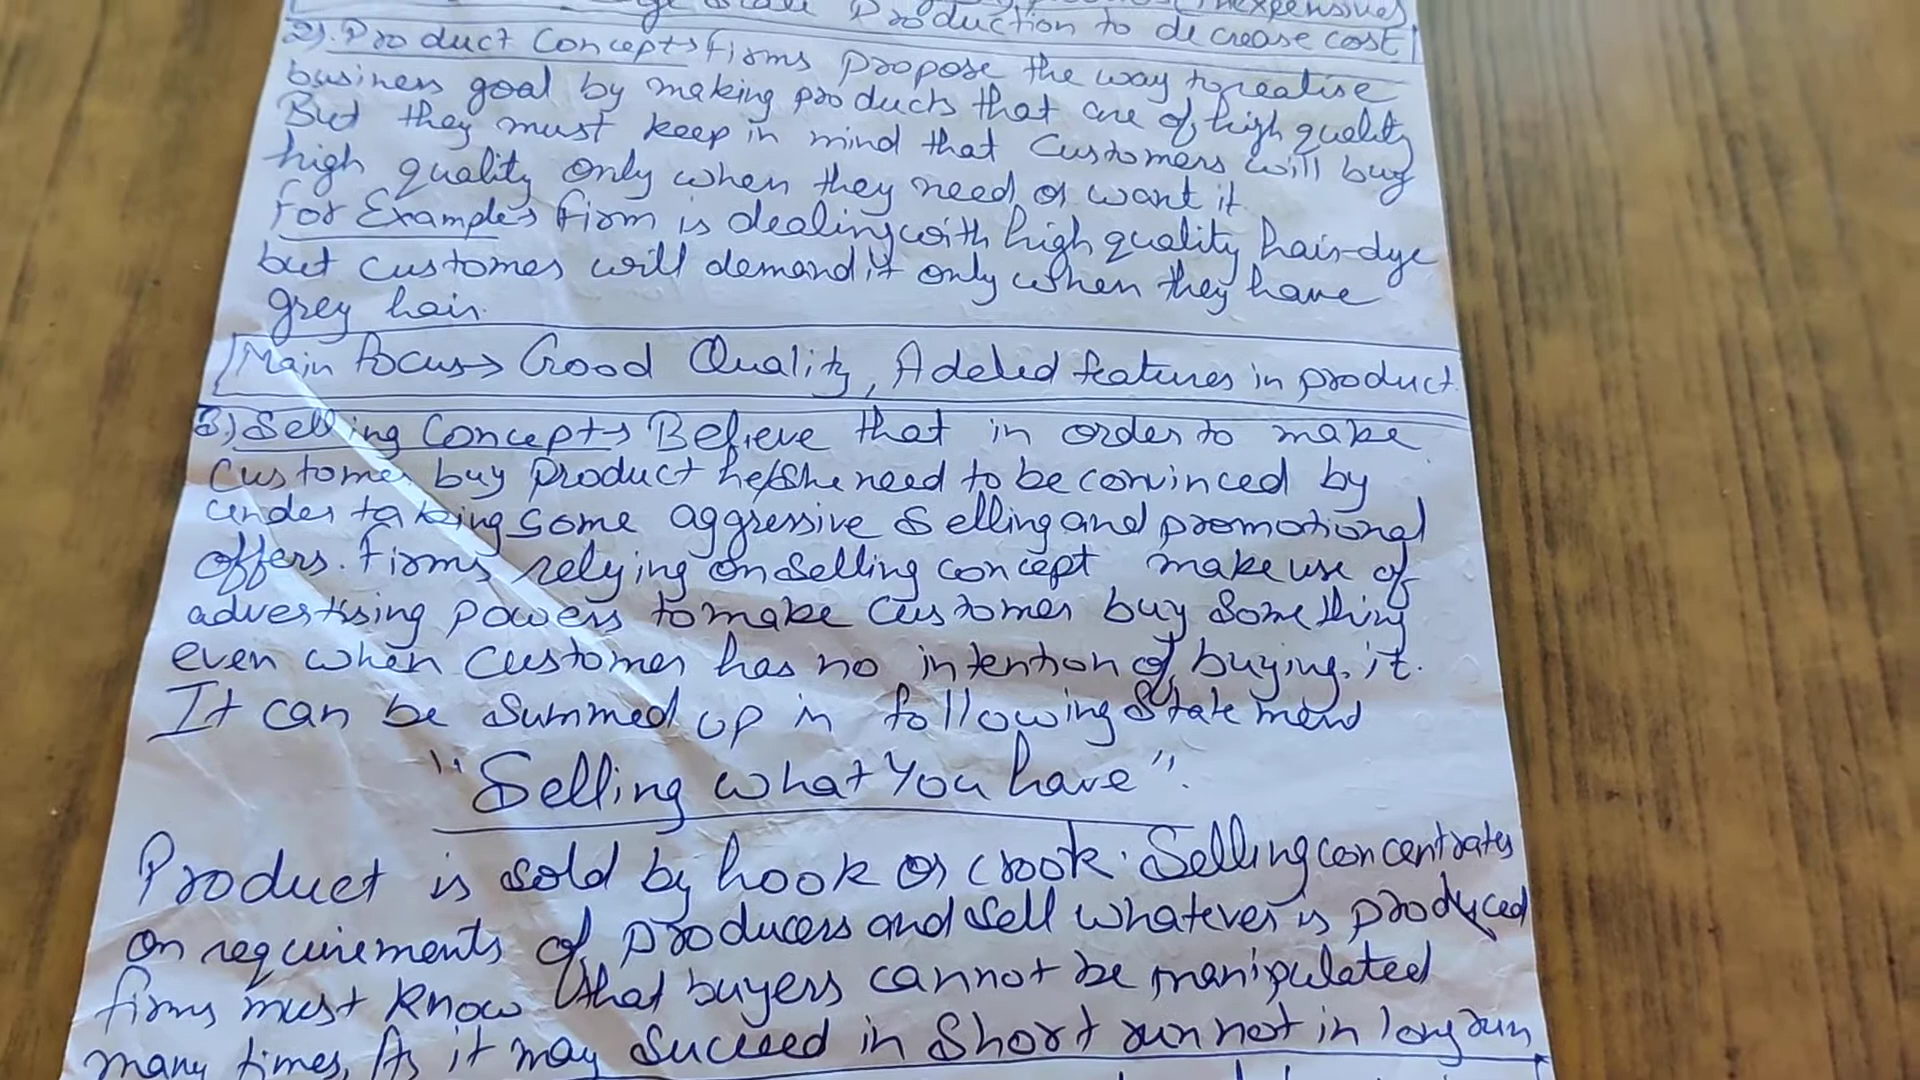 Production to decrease cost
2). Product Concept→ Firms propose the way to realise
business goal by making products that are of high quality
But they must keep in mind that Customers will buy
high quality only when they need or want it
For Example→ Firm is dealing with high quality hair-dye
but customer will demand it only when they have
grey hair.
Main Focus→ Good Quality, Added features in product.
3) Selling Concept→ Believe that in order to make
Customer buy product he/she need to be convinced by
undertaking some aggressive selling and promotional
offers. Firms relying on selling concept make use of
advertising powers to make customer buy something
even when customer has no intention of buying it.
It can be summed up in following statement
"Selling what You have".
Product is sold by hook or crook. Selling concentrates
on requirements of producers and sell whatever is produced
firms must know that buyers cannot be manipulated
many times, As it may Succeed in Short run not in long run